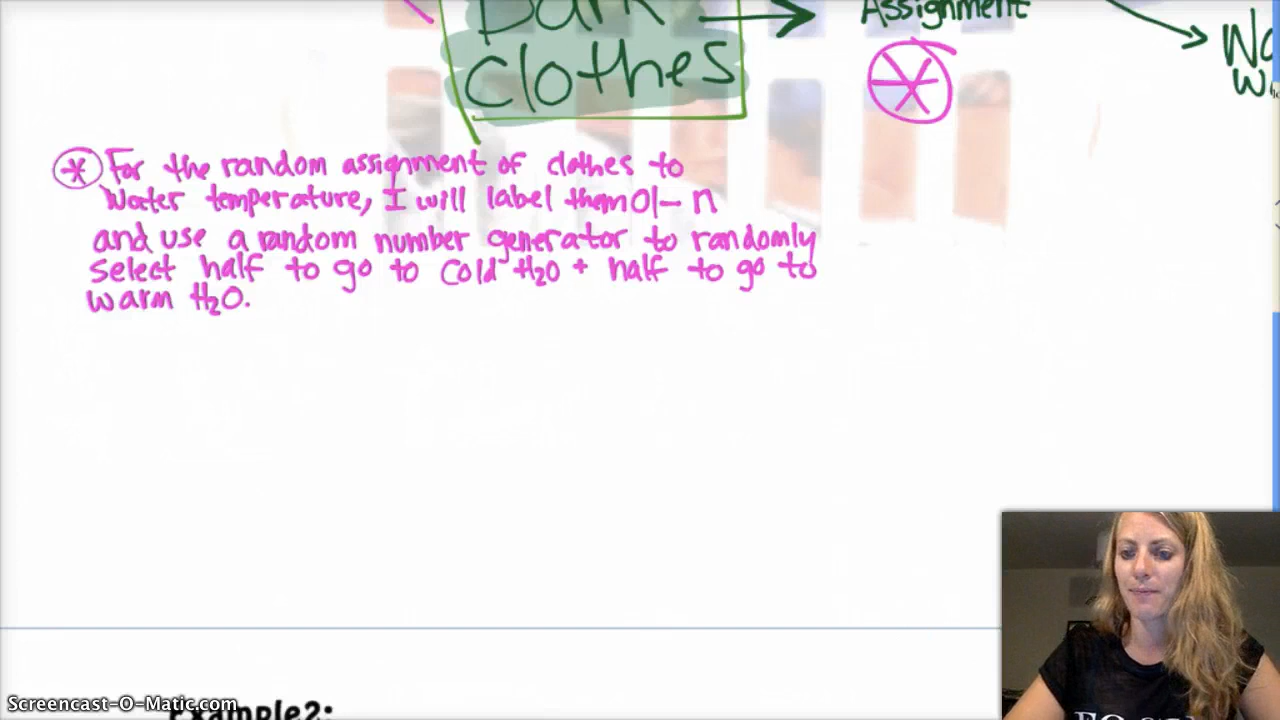 Dark
clothes
Assignment
Wa
W
* For the random assignment of clothes to
Water temperature, I will label them 01- n
and use a random number generator to randomly
select half to go to cold H2O + half to go to
warm H2O.
Screencast-O-Matic.com
Example2: